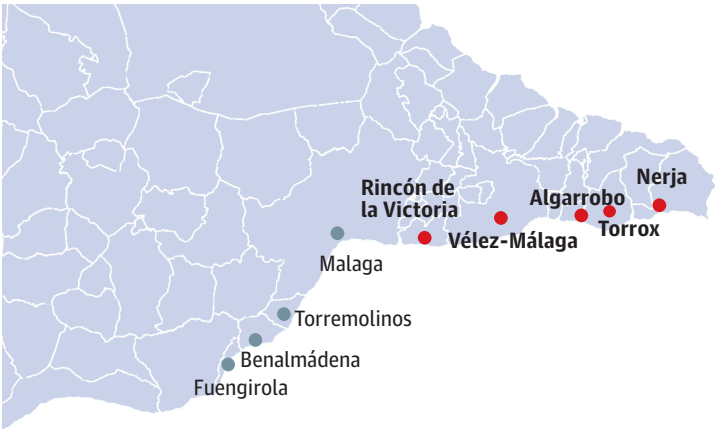 Nerja
Rincón de
la Victoria
Algarrobo
Torrox
Vélez-Málaga
Malaga
Torremolinos
Benalmádena
Fuengirola